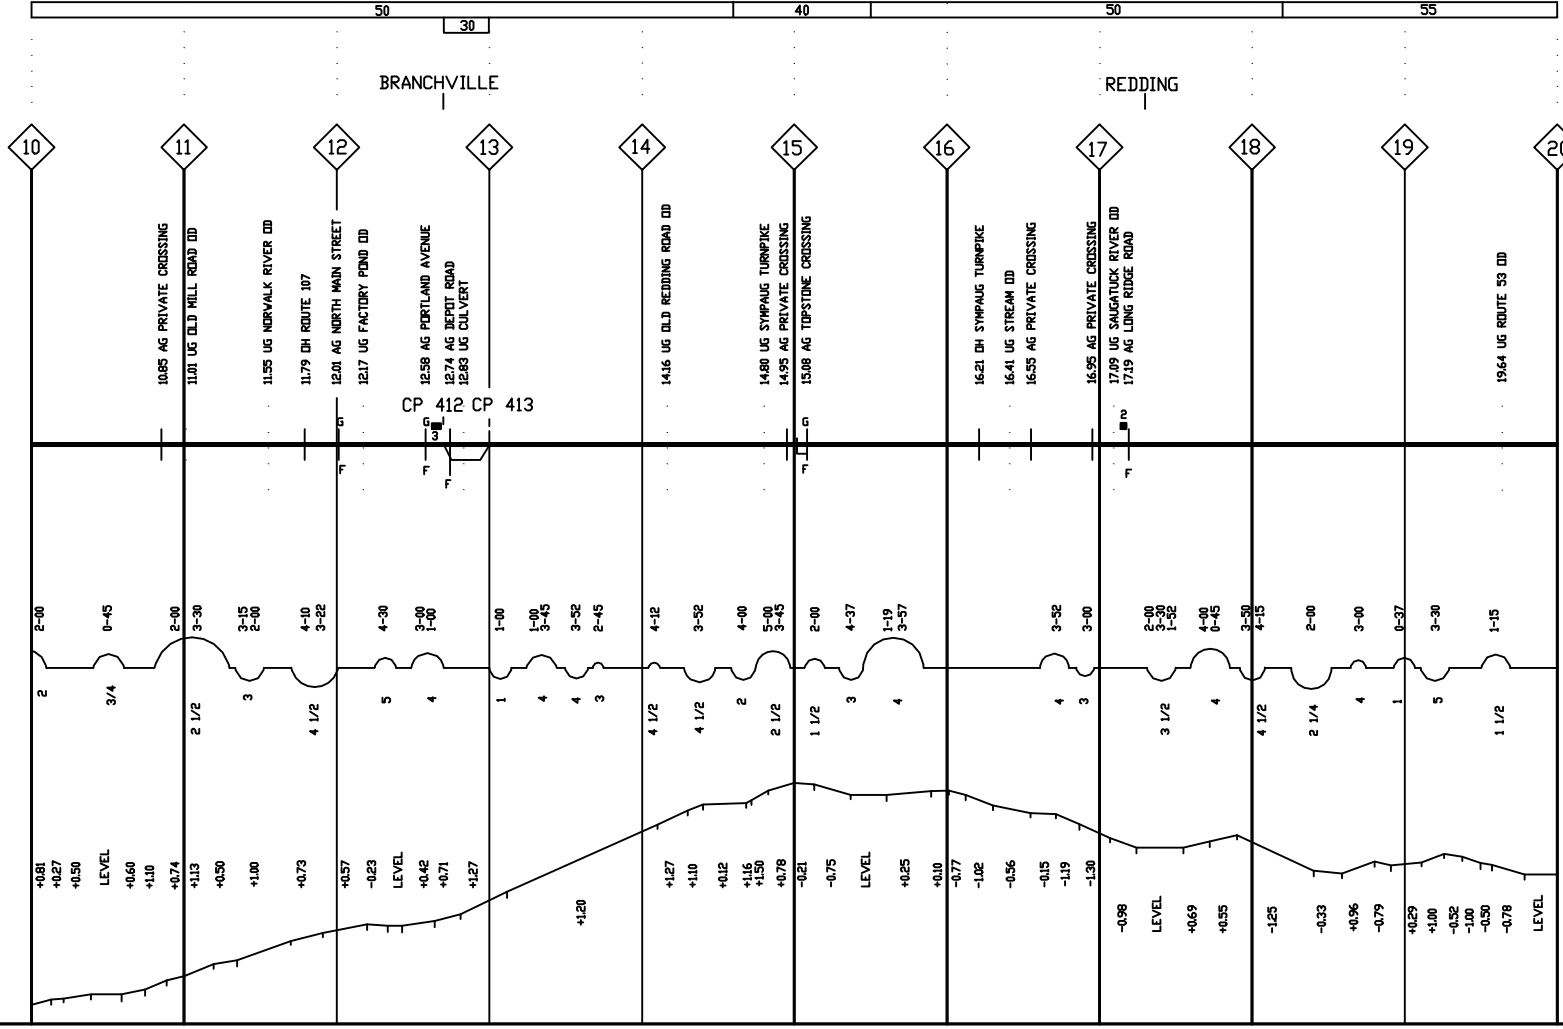 50 40 50 55
30
BRANCHVILLE REDDING
10 11 12 13 14 15 16 17 18 19 20
10.85 AG PRIVATE CROSSING
11.01 UG OLD MILL ROAD OD
11.55 UG NORWALK RIVER OD
11.79 OH ROUTE 107
12.01 AG NORTH MAIN STREET
12.17 UG FACTORY POND OD
12.58 AG PORTLAND AVENUE
12.74 AG DEPOT ROAD
12.83 UG CULVERT
14.16 UG OLD REDDING ROAD OD
14.80 UG SYMPAUG TURNPIKE
14.95 AG PRIVATE CROSSING
15.08 AG TOPSTONE CROSSING
16.21 OH SYMPAUG TURNPIKE
16.41 UG STREAM OD
16.55 AG PRIVATE CROSSING
16.95 AG PRIVATE CROSSING
17.09 UG SAUGATUCK RIVER OD
17.19 AG LONG RIDGE ROAD
19.64 UG ROUTE 53 OD
CP 412 CP 413
G G G 2
3
F F F F F
2-00 0-45 2-00 3-30 3-15 2-00 4-10 3-22 4-30 3-00 1-00 1-00 1-00 3-45 3-52 2-45 4-12 3-52 4-00 5-00 3-45 2-00 4-37 1-19 3-57 3-52 3-00 2-00 3-30 1-52 4-00 0-45 3-50 4-15 2-00 3-00 0-37 3-30 1-15
2 3/4 2 1/2 3 4 1/2 5 4 1 4 4 3 4 1/2 4 1/2 2 2 1/2 1 1/2 3 4 4 3 3 1/2 4 4 1/2 2 1/4 4 1 5 1 1/2
+0.81 +0.27 +0.50 LEVEL +0.60 +1.10 +0.74 +1.13 +0.50 +1.00 +0.73 +0.57 -0.23 LEVEL +0.42 +0.71 +1.27 +1.27 +1.10 +0.12 +1.16 +1.50 +0.78 -0.21 -0.75 LEVEL +0.25 +0.10 -0.77 -1.02 -0.56 -0.15 -1.19 -1.30
+1.20 -0.98 LEVEL +0.69 +0.55 -1.25 -0.33 +0.96 -0.79 +0.29 +1.00 -0.52 -1.00 -0.50 -0.78 LEVEL